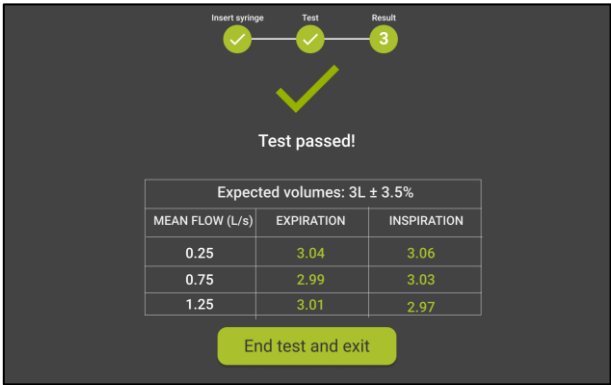 Insert syringe Test Result
3
Test passed!
Expected volumes: 3L ± 3.5%
MEAN FLOW (L/s) EXPIRATION INSPIRATION
0.25 3.04 3.06
0.75 2.99 3.03
1.25 3.01 2.97
End test and exit